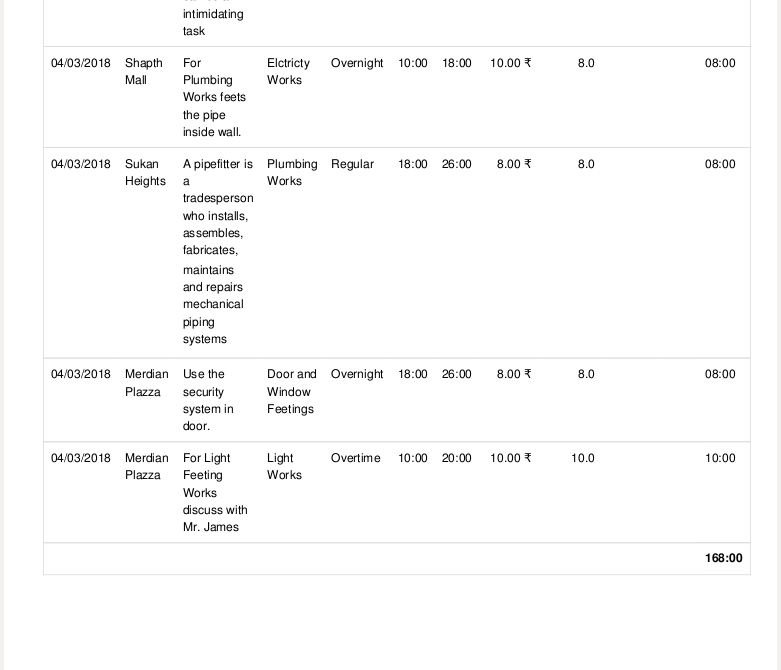 intimidating
task
04/03/2018 Shapth For Elctricty Overnight 10:00 18:00 10.00 ₹ 8.0 08:00
Mall Plumbing Works
Works feets
the pipe
inside wall.
04/03/2018 Sukan A pipefitter is Plumbing Regular 18:00 26:00 8.00 ₹ 8.0 08:00
Heights a Works
tradesperson
who installs,
assembles,
fabricates,
maintains
and repairs
mechanical
piping
systems
04/03/2018 Merdian Use the Door and Overnight 18:00 26:00 8.00 ₹ 8.0 08:00
Plazza security Window
system in Feetings
door.
04/03/2018 Merdian For Light Light Overtime 10:00 20:00 10.00 ₹ 10.0 10:00
Plazza Feeting Works
Works
discuss with
Mr. James
168:00